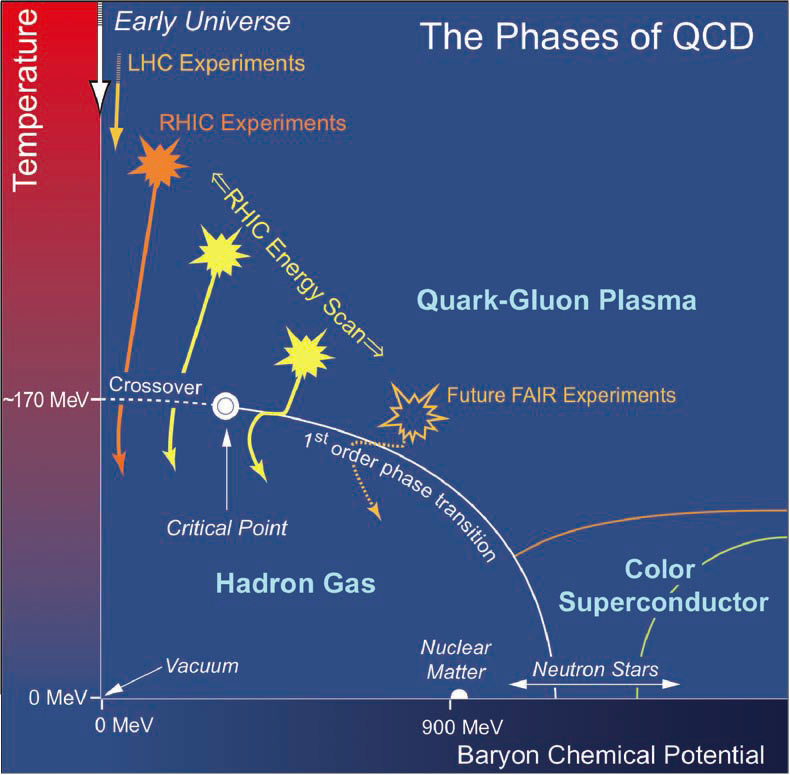 Early Universe
The Phases of QCD
LHC Experiments
RHIC Experiments
Temperature
RHIC Energy Scan
Quark-Gluon Plasma
Crossover
~170 MeV
Future FAIR Experiments
1st order phase transition
Critical Point
Hadron Gas
Color
Superconductor
Nuclear
Matter
Vacuum
Neutron Stars
0 MeV
0 MeV
900 MeV
Baryon Chemical Potential